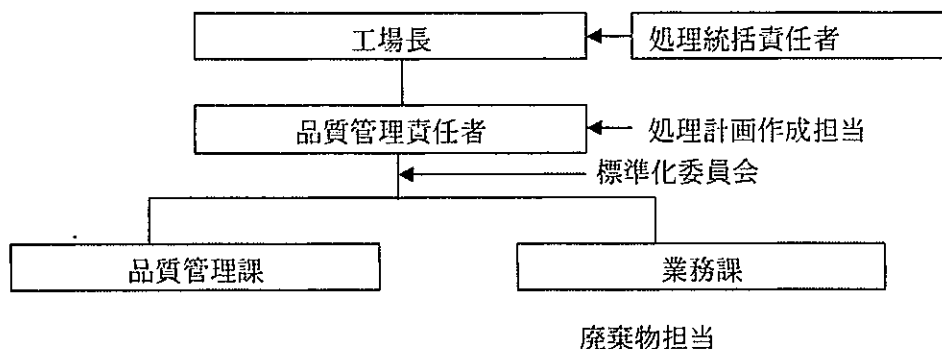 工場長
処理統括責任者
品質管理責任者
処理計画作成担当
標準化委員会
品質管理課
業務課
廃棄物担当